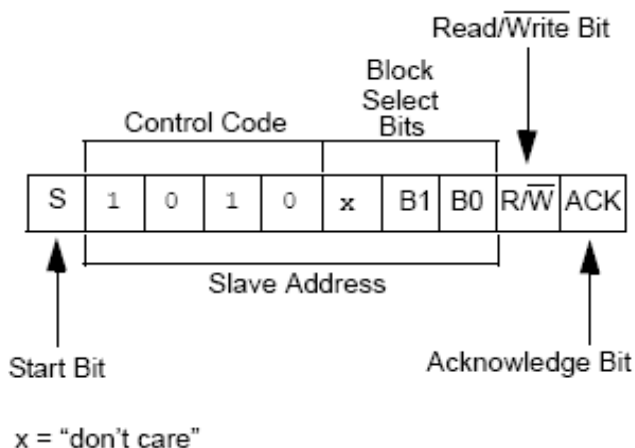 Read/Write Bit
Block
Select
Bits
Control Code
S 1 0 1 0 x B1 B0 R/W ACK
Slave Address
Start Bit
Acknowledge Bit
x = “don’t care”